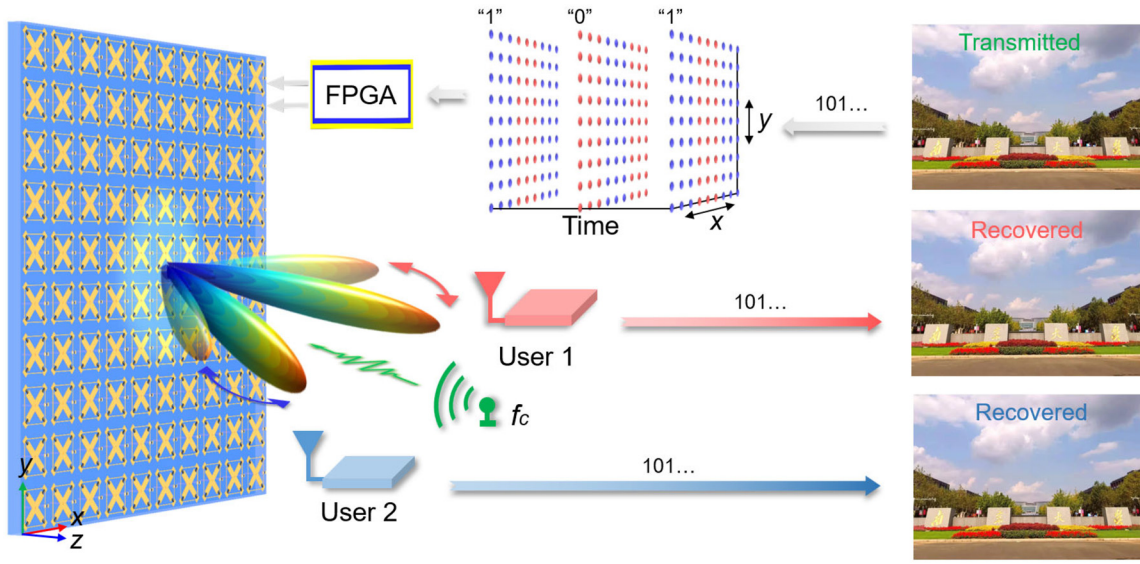 “1”
“0”
“1”
Transmitted
FPGA
101…
y
x
Time
Recovered
101…
User 1
fc
Recovered
101…
User 2
y
x
z